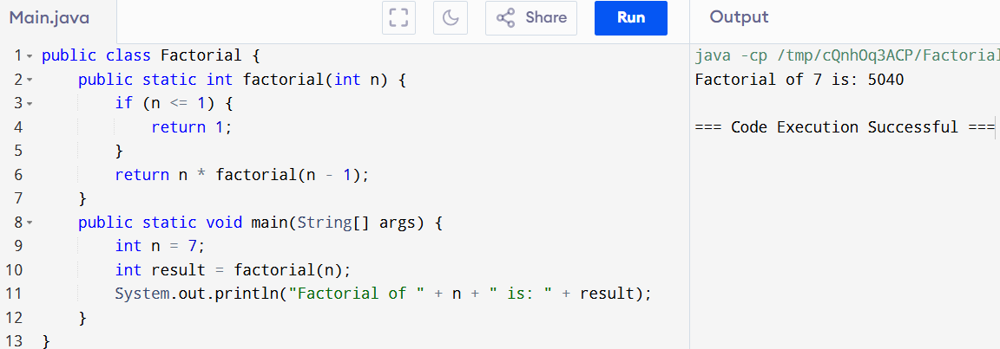 Main.java Share Run Output
1 public class Factorial {
2 public static int factorial(int n) {
3 if (n <= 1) {
4 return 1;
5 }
6 return n * factorial(n - 1);
7 }
8 public static void main(String[] args) {
9 int n = 7;
10 int result = factorial(n);
11 System.out.println("Factorial of " + n + " is: " + result);
12 }
13 }
java -cp /tmp/cQnhOq3ACP/Factorial
Factorial of 7 is: 5040
=== Code Execution Successful ===